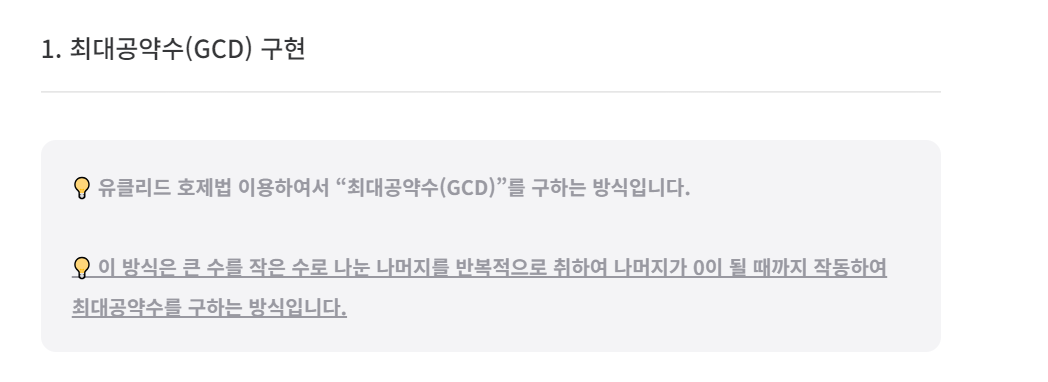 1. 최대공약수(GCD) 구현
💡 유클리드 호제법 이용하여서 “최대공약수(GCD)”를 구하는 방식입니다.
💡 이 방식은 큰 수를 작은 수로 나눈 나머지를 반복적으로 취하여 나머지가 0이 될 때까지 작동하여
최대공약수를 구하는 방식입니다.